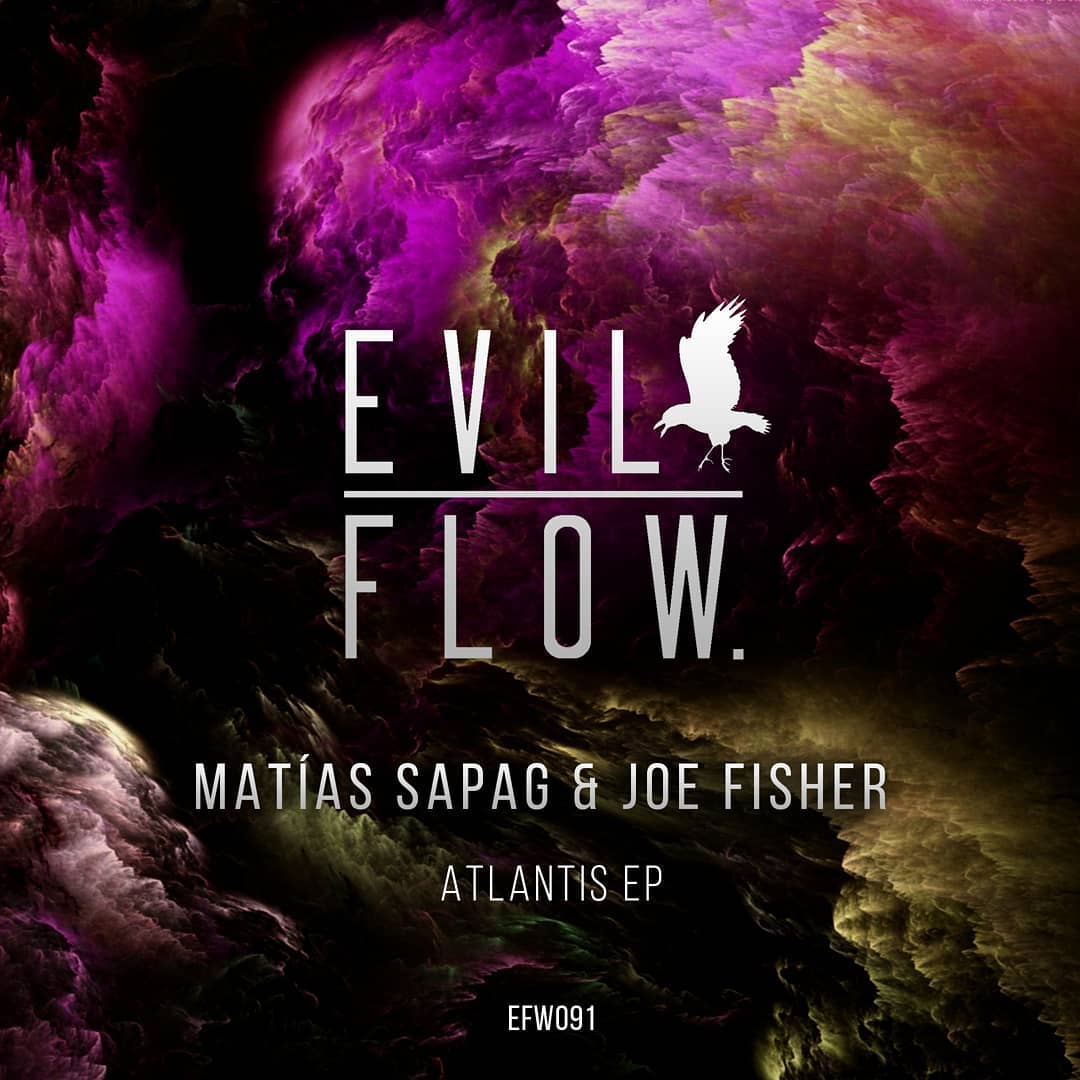 EVIL
FLOW.
MATÍAS SAPAG & JOE FISHER
ATLANTIS EP
EFW091